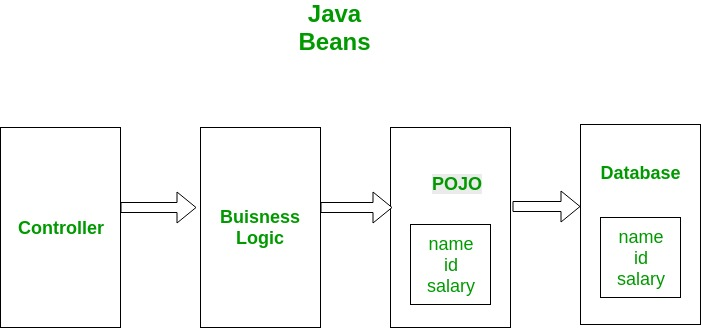 Java
Beans
Controller
Buisness
Logic
POJO
name
id
salary
Database
name
id
salary